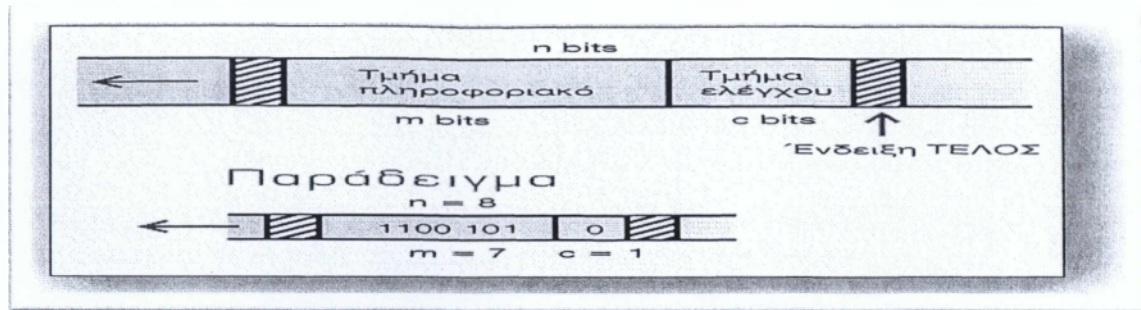 n bits
Τμήμα πληροφοριακό
Τμήμα ελέγχου
m bits
c bits
Ένδειξη ΤΕΛΟΣ
Παράδειγμα
n = 8
1100 101
0
m = 7
c = 1